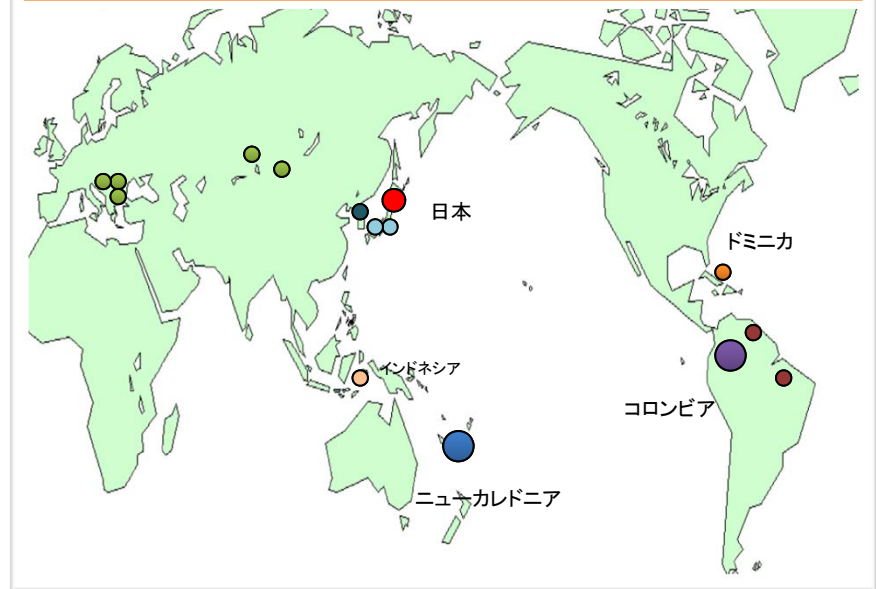 日本
ドミニカ
インドネシア
コロンビア
ニューカレドニア